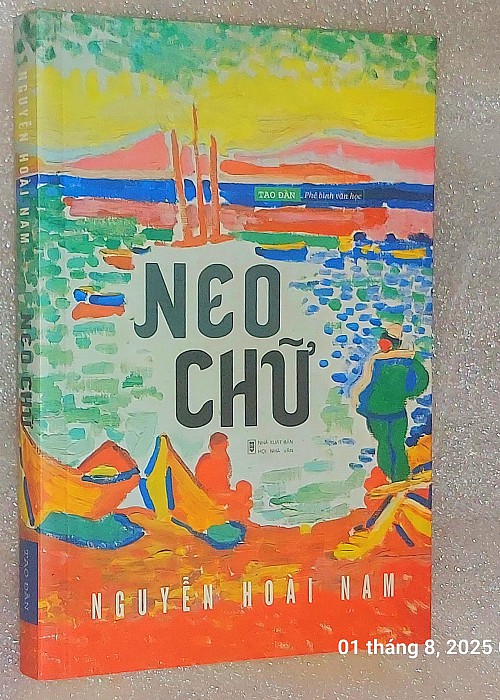 NGUYỄN HOÀI NAM
NEO CHỮ
TAO ĐÀN
TAO ĐÀN Phê bình văn học
NEO
CHỮ
NHÀ XUẤT BẢN
HỘI NHÀ VĂN
NGUYỄN HOÀI NAM
01 tháng 8, 2025